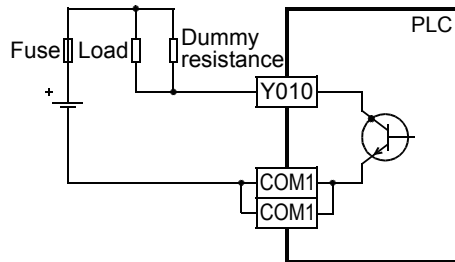 PLC
Fuse
Load
Dummy
resistance
+
Y010
COM1
COM1